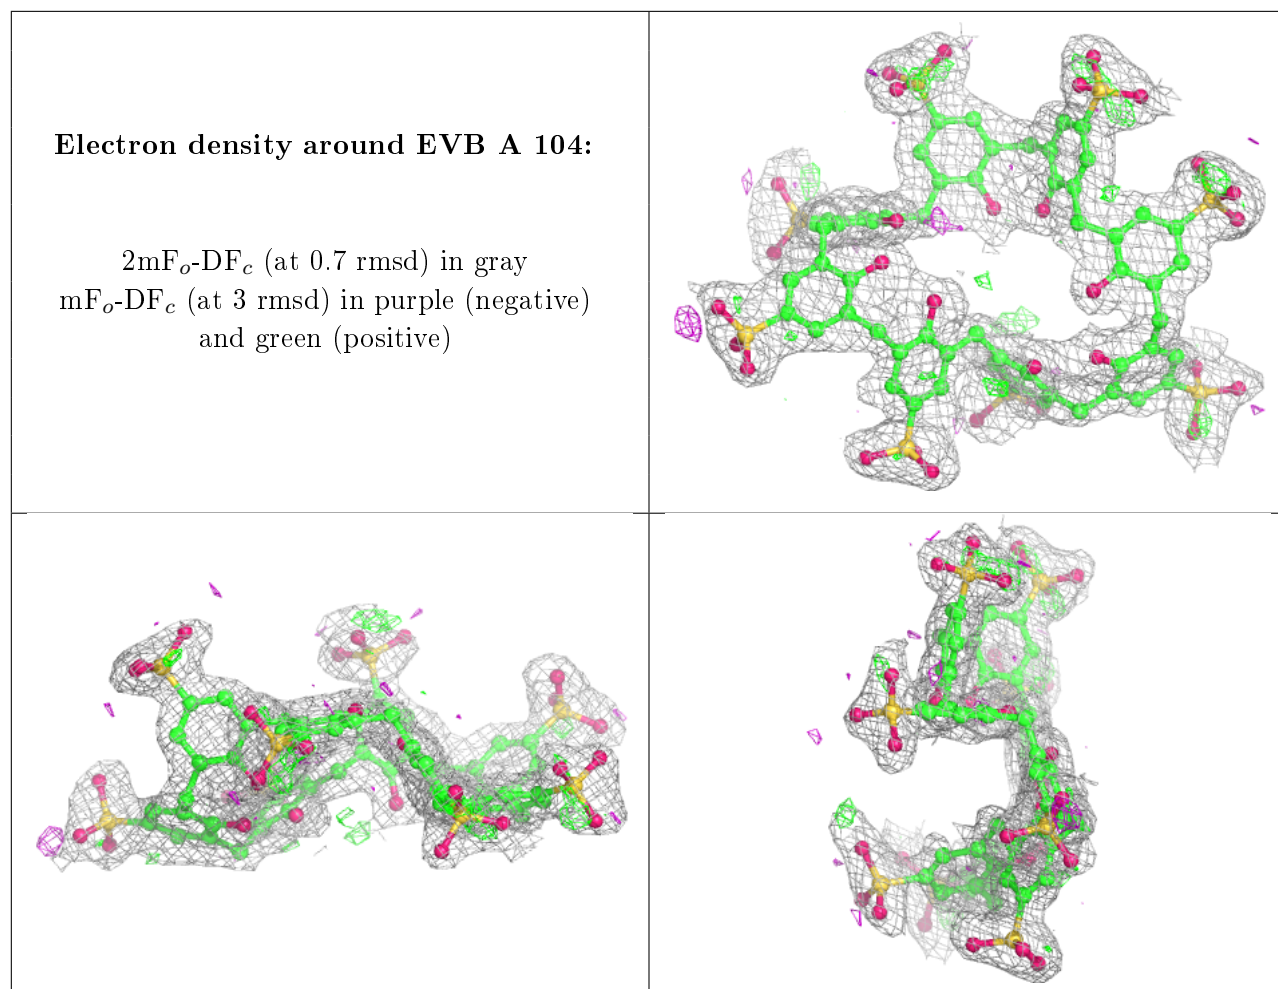 Electron density around EVB A 104:
2mFₒ-DF𝒸 (at 0.7 rmsd) in gray
mFₒ-DF𝒸 (at 3 rmsd) in purple (negative)
and green (positive)